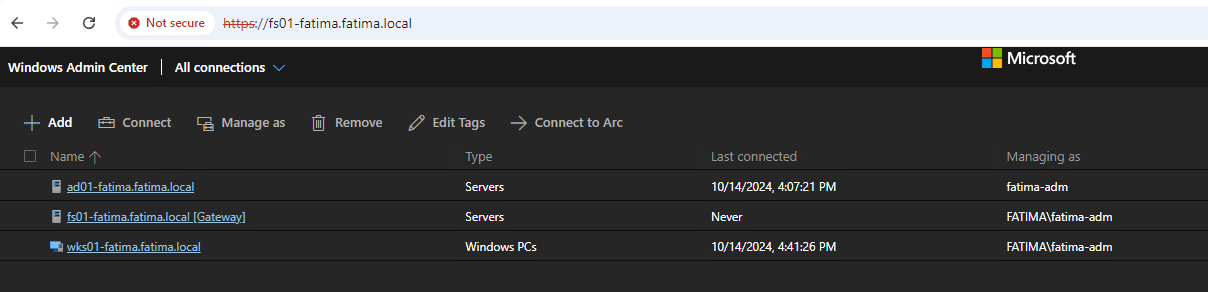 Not secure https://fs01-fatima.fatima.local
Windows Admin Center All connections Microsoft
Add Connect Manage as Remove Edit Tags Connect to Arc
Name Type Last connected Managing as
ad01-fatima.fatima.local Servers 10/14/2024, 4:07:21 PM fatima-adm
fs01-fatima.fatima.local [Gateway] Servers Never FATIMA\fatima-adm
wks01-fatima.fatima.local Windows PCs 10/14/2024, 4:41:26 PM FATIMA\fatima-adm